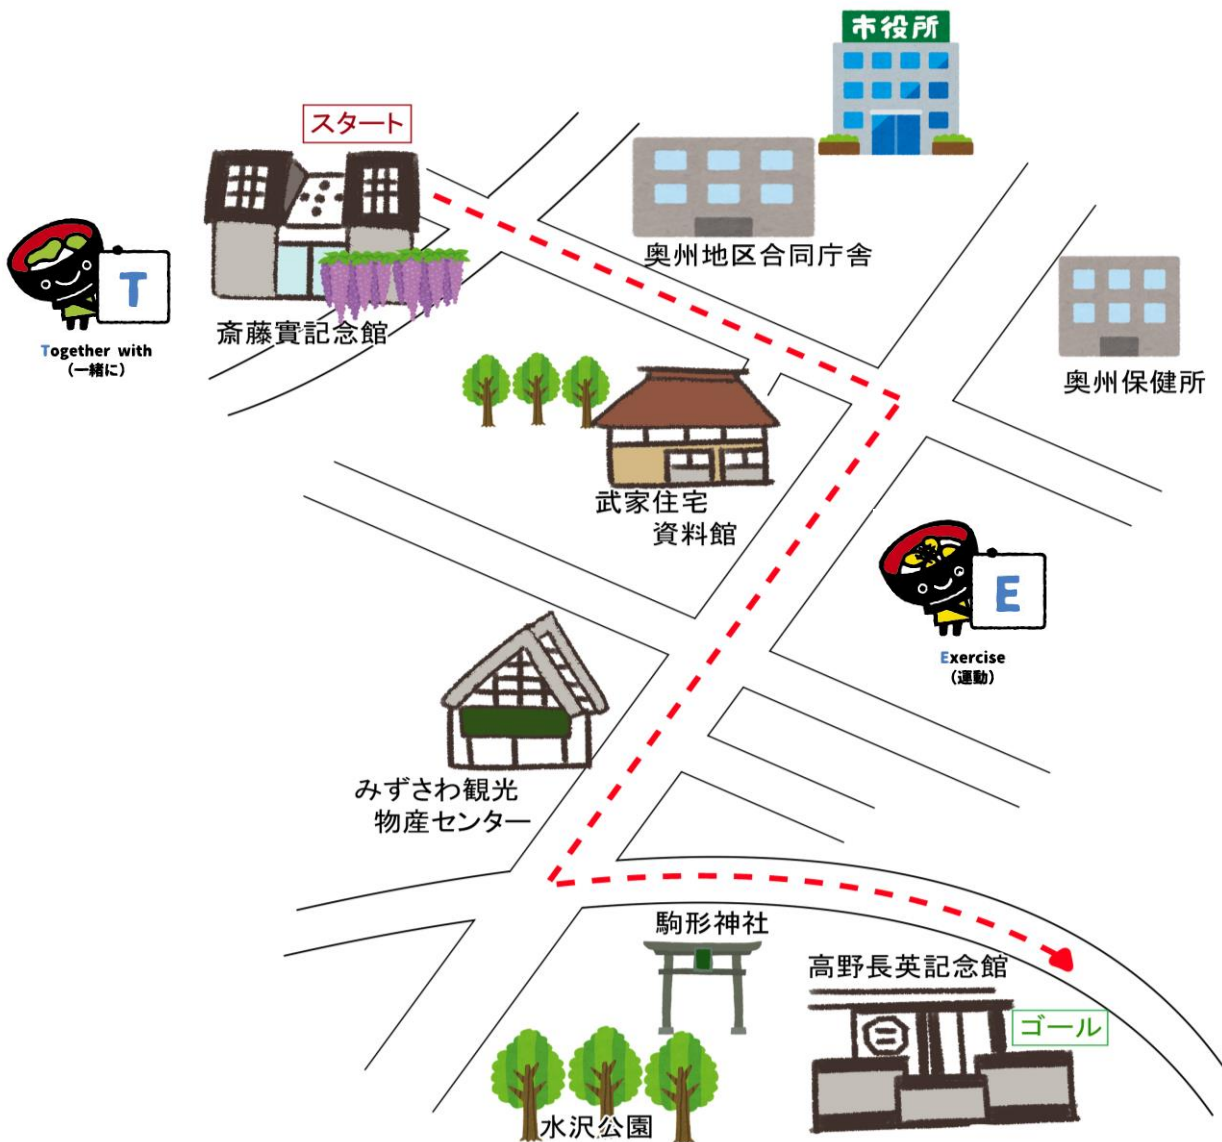 市役所
スタート
奥州地区合同庁舎
T
斎藤實記念館
Together with
(一緒に)
奥州保健所
武家住宅
資料館
E
Exercise
(運動)
みずさわ観光
物産センター
駒形神社
高野長英記念館
ゴール
水沢公園